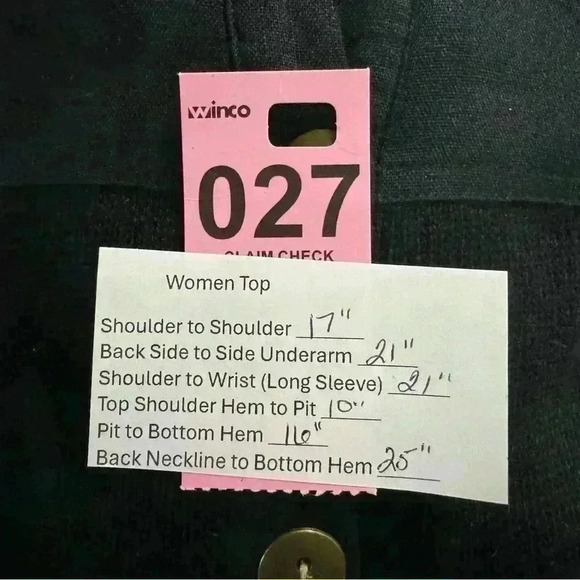 winco
027
CLAIM CHECK
Women Top
Shoulder to Shoulder 17"
Back Side to Side Underarm 21"
Shoulder to Wrist (Long Sleeve) 21"
Top Shoulder Hem to Pit 10"
Pit to Bottom Hem 16"
Back Neckline to Bottom Hem 25"